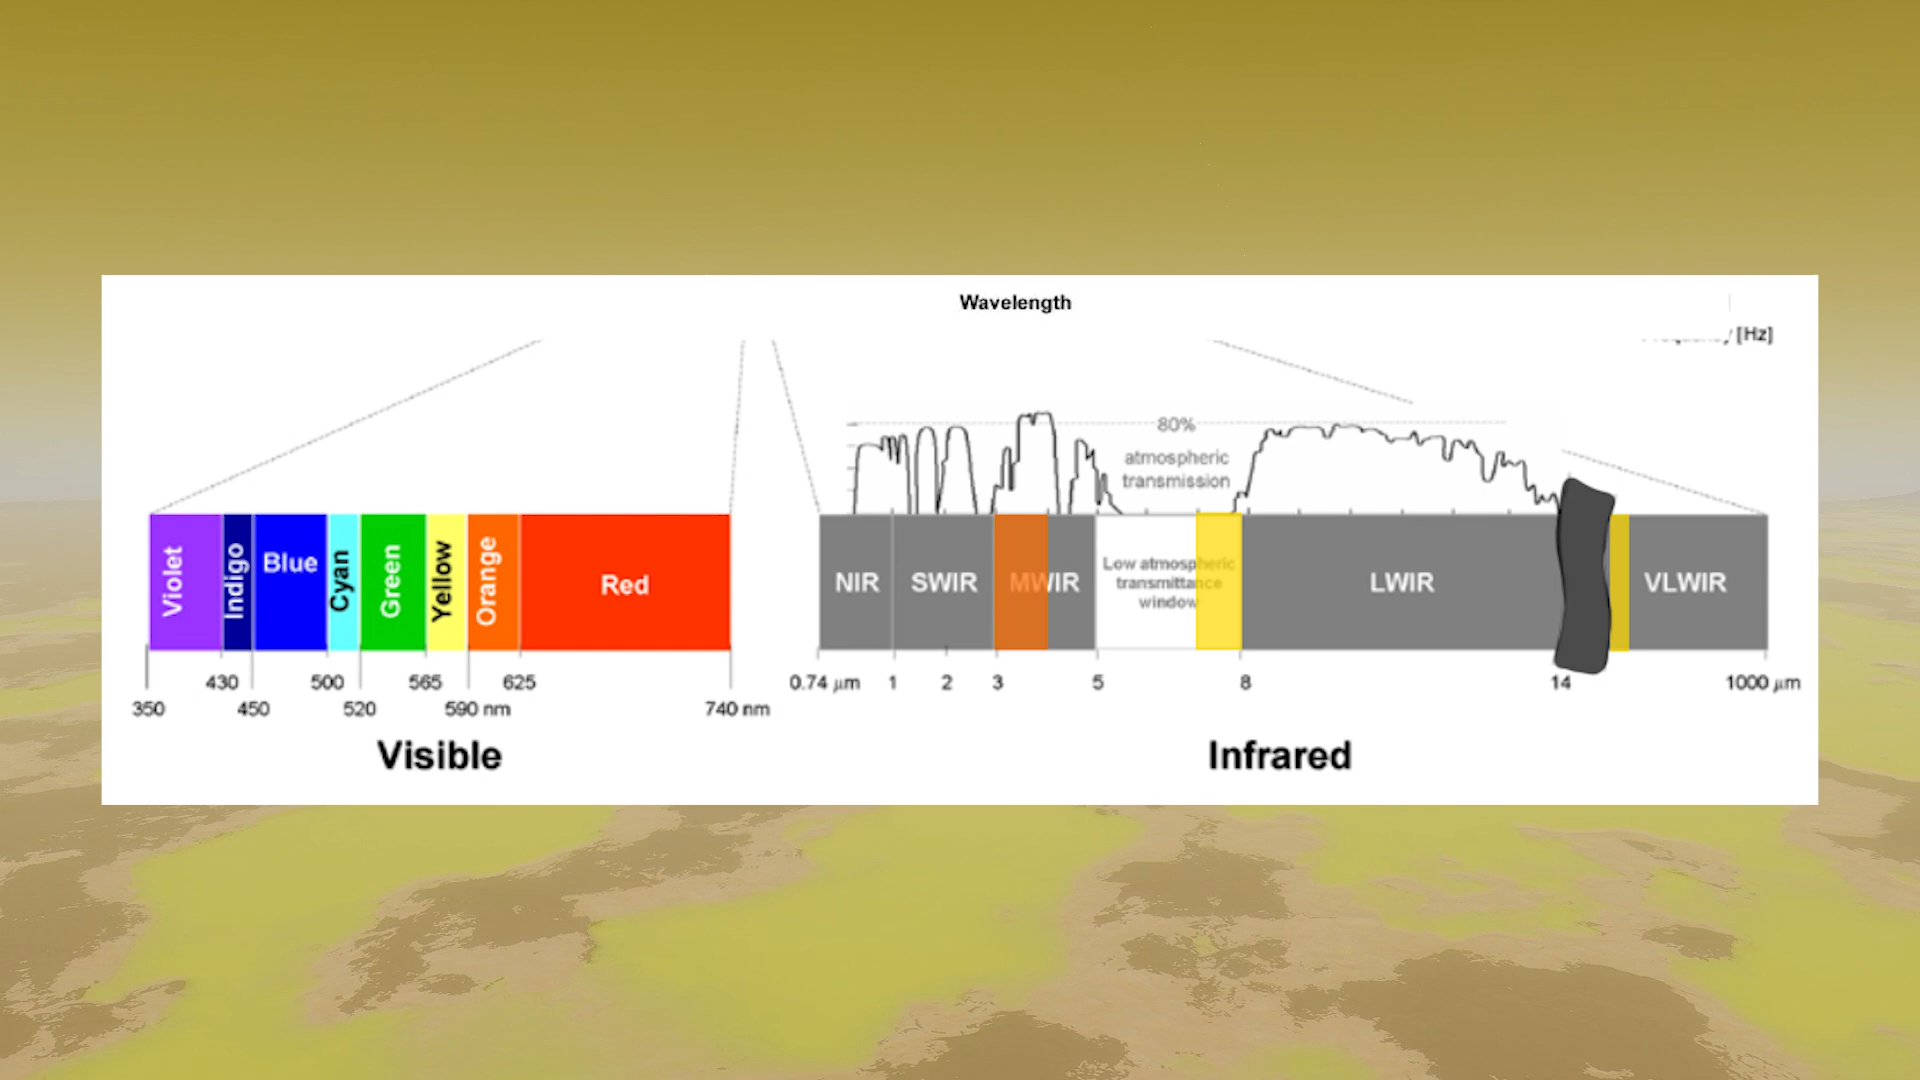 Wavelength
[Hz]
80%
atmospheric
transmission
Violet
Indigo
Blue
Cyan
Green
Yellow
Orange
Red
NIR
SWIR
MWIR
Low atmospheric
transmittance
window
LWIR
VLWIR
430
500
565
625
350
450
520
590 nm
740 nm
0.74 µm
1
2
3
5
8
14
1000 µm
Visible
Infrared